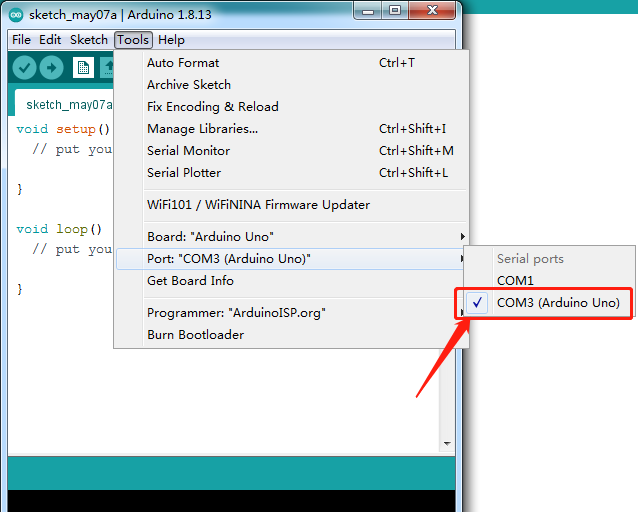 sketch_may07a | Arduino 1.8.13
File Edit Sketch Tools Help
sketch_may07a
Auto Format Ctrl+T
Archive Sketch
Fix Encoding & Reload
Manage Libraries... Ctrl+Shift+I
Serial Monitor Ctrl+Shift+M
Serial Plotter Ctrl+Shift+L
WiFi101 / WiFiNINA Firmware Updater
Board: "Arduino Uno"
Port: "COM3 (Arduino Uno)"
Get Board Info
Programmer: "ArduinoISP.org"
Burn Bootloader
Serial ports
COM1
COM3 (Arduino Uno)
void setup()
// put you
}
void loop()
// put you
}